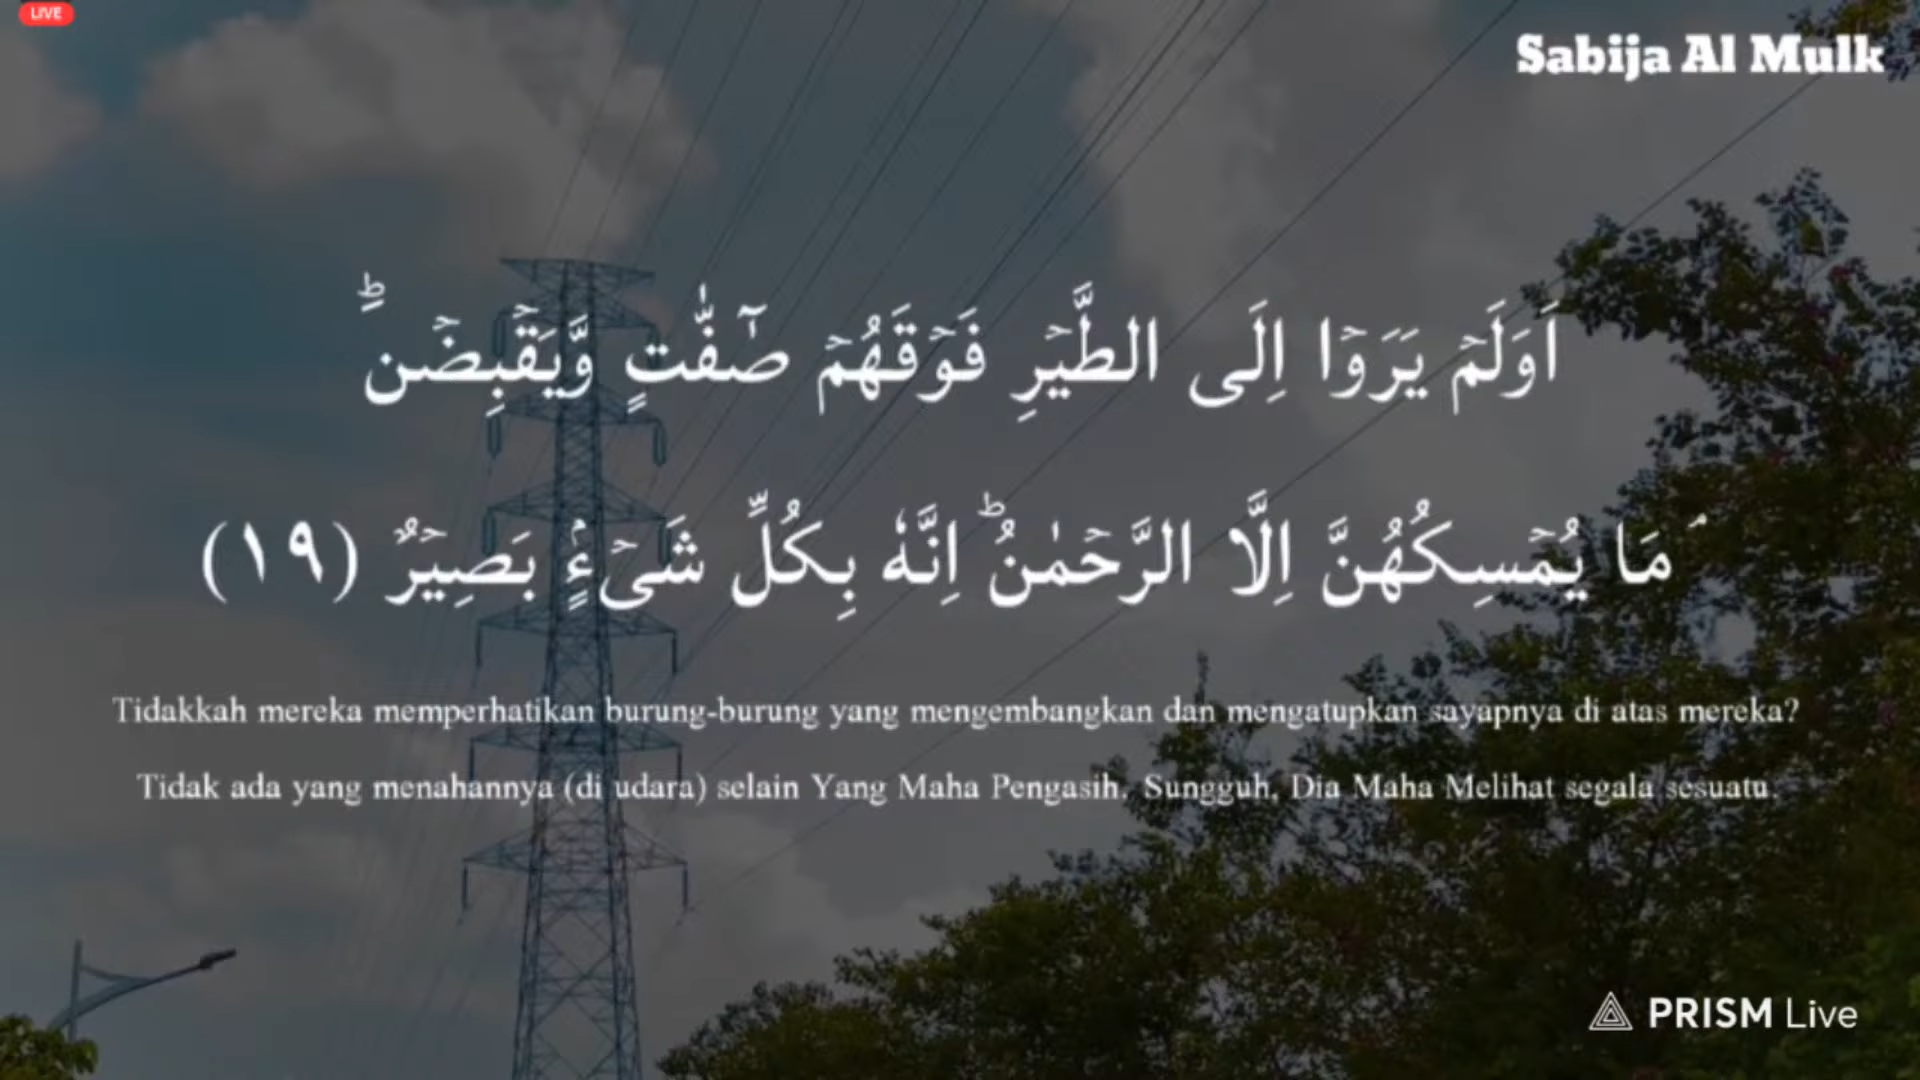 LIVE
Sabija Al Mulk
اَوَلَمْ يَرَوْا اِلَى الطَّيْرِ فَوْقَهُمْ صٰۤفّٰتٍ وَّيَقْبِضْنَۗ
مَا يُمْسِكُهُنَّ اِلَّا الرَّحْمٰنُۗ اِنَّهٗ بِكُلِّ شَيْءٍۢ بَصِيْرٌ (١٩)
Tidakkah mereka memperhatikan burung-burung yang mengembangkan dan mengatupkan sayapnya di atas mereka?
Tidak ada yang menahannya (di udara) selain Yang Maha Pengasih. Sungguh, Dia Maha Melihat segala sesuatu.
PRISM Live